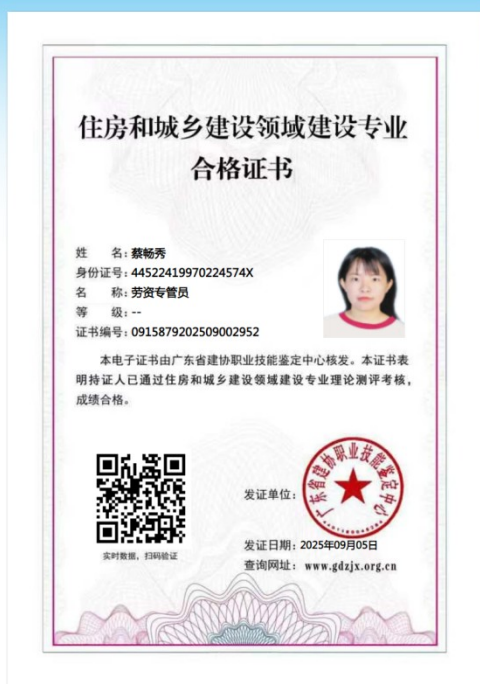 住房和城乡建设领域建设专业
合格证书
姓 名: 蔡畅秀
身份证号: 44522419970224574X
名 称: 劳资专管员
等 级: --
证书编号: 0915879202509002952
本电子证书由广东省建协职业技能鉴定中心核发。本证书表
明持证人已通过住房和城乡建设领域建设专业理论测评考核，
成绩合格。
广东省建协职业技能鉴定中心
发证单位:
实时数据，扫码验证
发证日期: 2025年09月05日
查询网址: www.gdzjx.org.cn